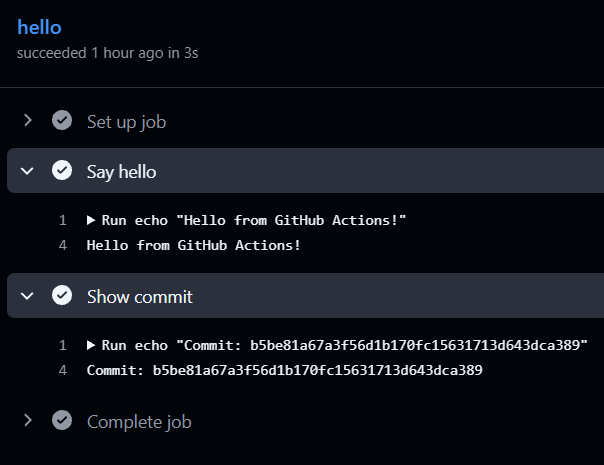 hello
succeeded 1 hour ago in 3s
Set up job
Say hello
1 Run echo "Hello from GitHub Actions!"
4 Hello from GitHub Actions!
Show commit
1 Run echo "Commit: b5be81a67a3f56d1b170fc15631713d643dca389"
4 Commit: b5be81a67a3f56d1b170fc15631713d643dca389
Complete job